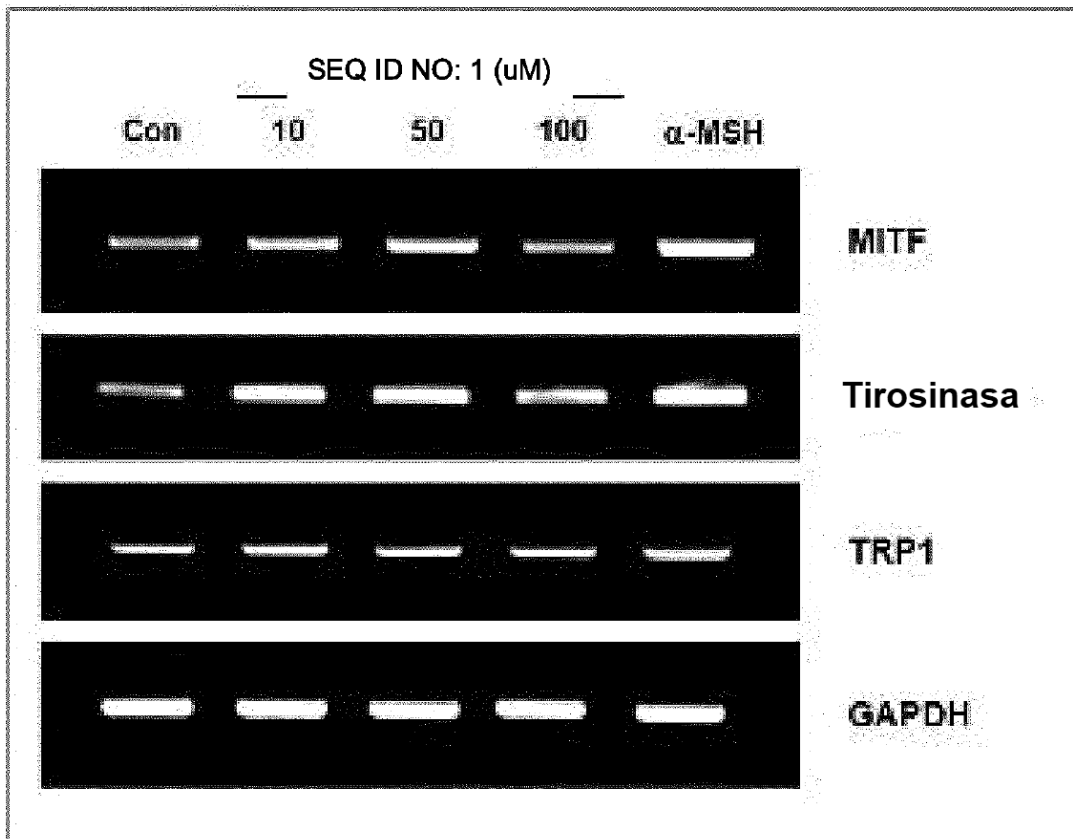 SEQ ID NO: 1 (uM)
Con 10 50 100 α-MSH
MITF
Tirosinasa
TRP1
GAPDH